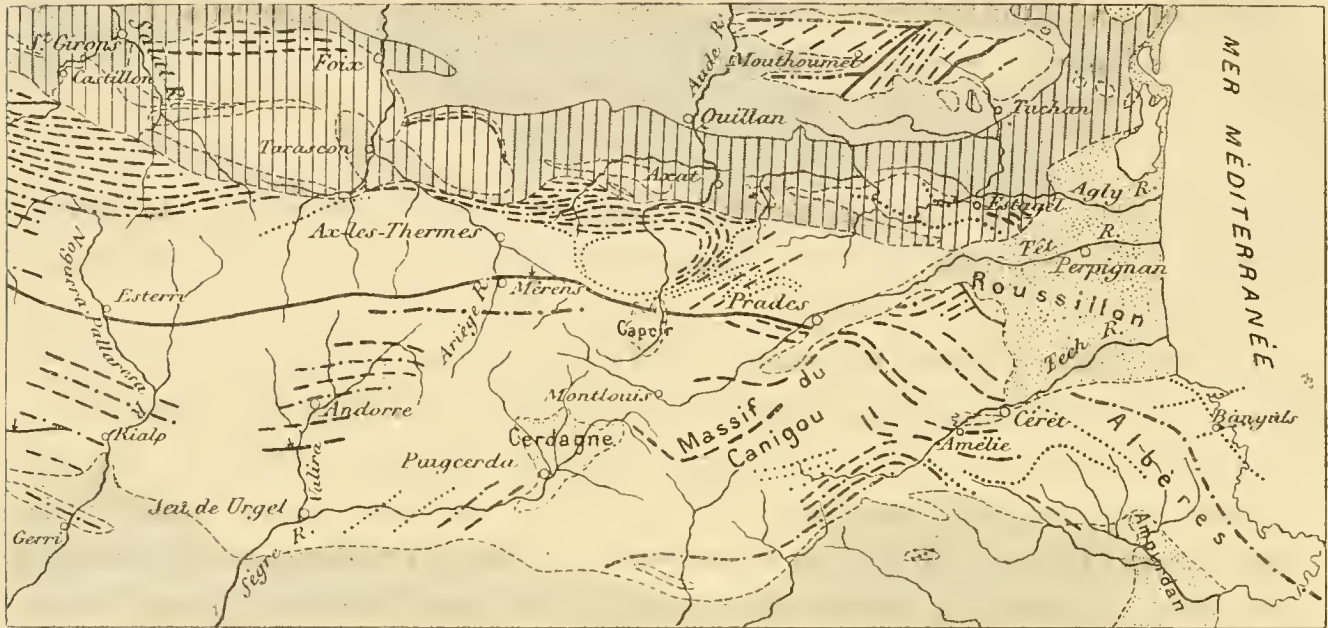 St Girons
Salat R.
Castillon
Foix
Aude R.
Mouthoumet
MER MÉDITERRANÉE
Quillan
Tuchan
Tarascon
Axat
Agly R.
Estagel
Ax-les-Thermes
Têt R.
Perpignan
Noguera Pallaresa R.
Esterri
Mérens
Ariège R.
Capcir
Prades
Roussillon
Tech R.
Andorre
Montlouis
Massif du
Canigou
Céret
Banyuls
Rialp
Valira
Cerdagne
Puigcerda
Amélie
Albères
Seu de Urgel
Gerri
Segre R.
Ampurdan